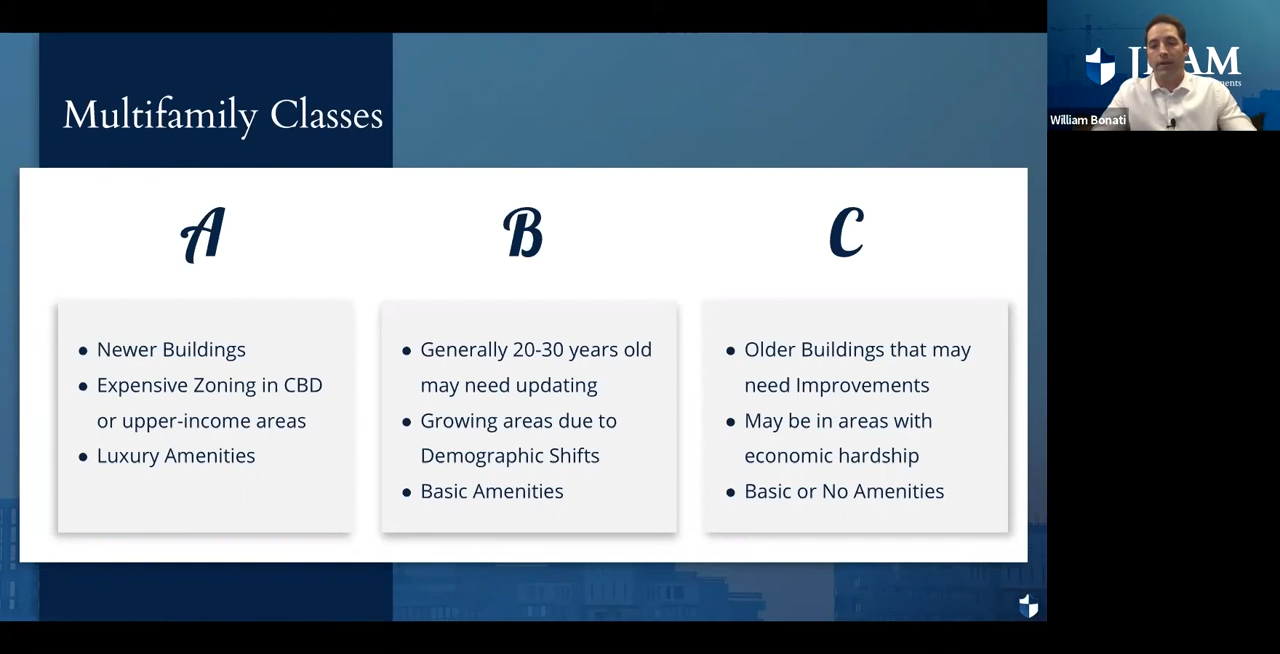 Multifamily Classes
A
B
C
● Newer Buildings
● Expensive Zoning in CBD
or upper-income areas
● Luxury Amenities
● Generally 20-30 years old
may need updating
● Growing areas due to
Demographic Shifts
● Basic Amenities
● Older Buildings that may
need Improvements
● May be in areas with
economic hardship
● Basic or No Amenities
William Bonati